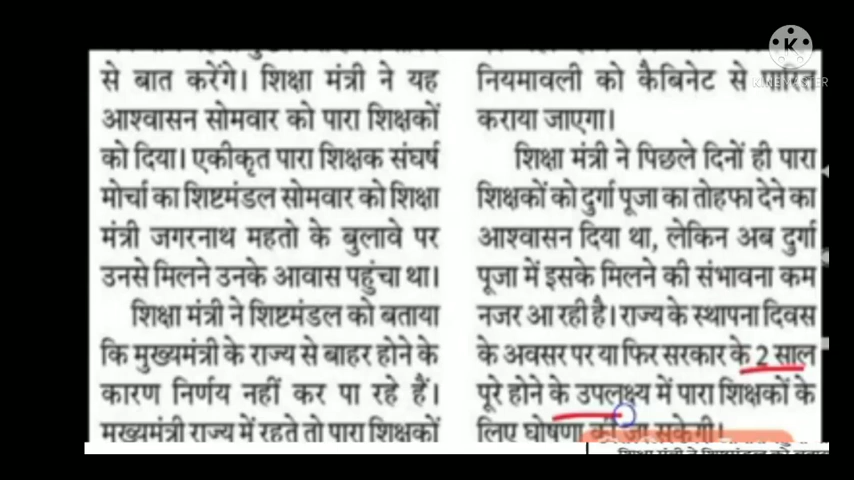 से बात करेंगे। शिक्षा मंत्री ने यह
आश्वासन सोमवार को पारा शिक्षकों
को दिया। एकीकृत पारा शिक्षक संघर्ष
मोर्चा का शिष्टमंडल सोमवार को शिक्षा
मंत्री जगरनाथ महतो के बुलावे पर
उनसे मिलने उनके आवास पहुंचा था।
शिक्षा मंत्री ने शिष्टमंडल को बताया
कि मुख्यमंत्री के राज्य से बाहर होने के
कारण निर्णय नहीं कर पा रहे हैं।
मुख्यमंत्री राज्य में रहते तो पारा शिक्षकों
नियमावली को कैबिनेट से पारित
कराया जाएगा।
शिक्षा मंत्री ने पिछले दिनों ही पारा
शिक्षकों को दुर्गा पूजा का तोहफा देने का
आश्वासन दिया था, लेकिन अब दुर्गा
पूजा में इसके मिलने की संभावना कम
नजर आ रही है। राज्य के स्थापना दिवस
के अवसर पर या फिर सरकार के 2 साल
पूरे होने के उपलक्ष्य में पारा शिक्षकों के
लिए घोषणा की जा सकेगी।
K
KINEMASTER